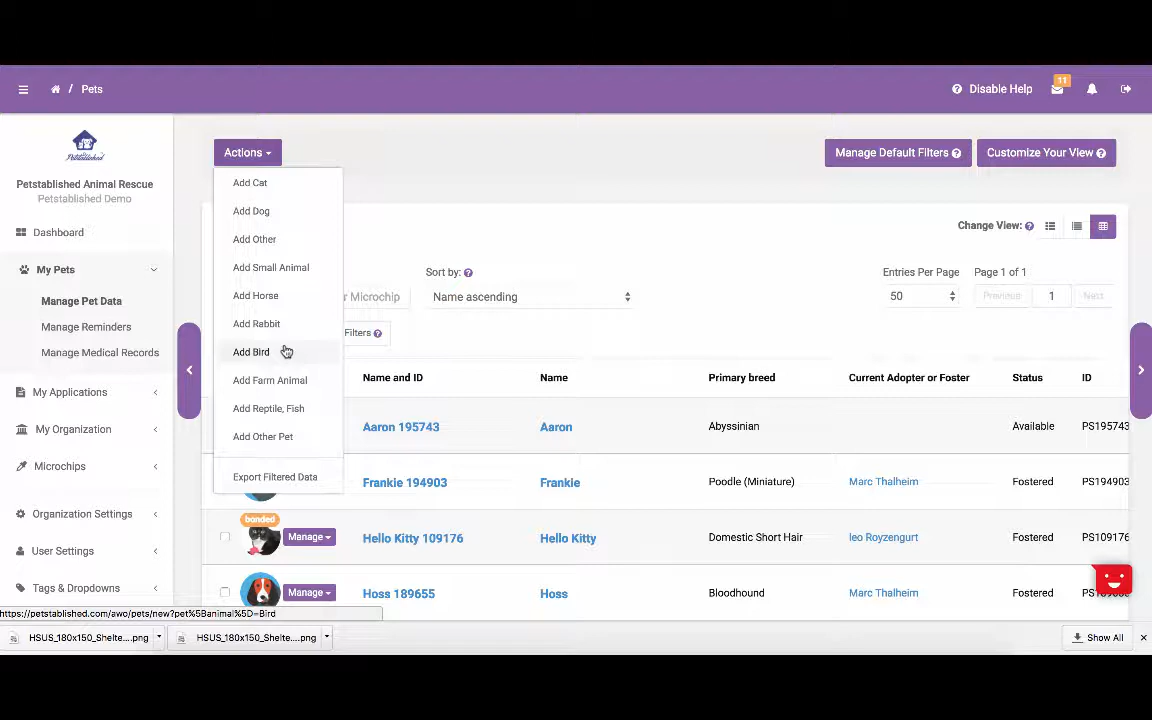 Pets
Disable Help
11
Petstablished
Petstablished Animal Rescue
Petstablished Demo
Dashboard
My Pets
Manage Pet Data
Manage Reminders
Manage Medical Records
My Applications
My Organization
Microchips
Organization Settings
User Settings
Tags & Dropdowns
Actions
Add Cat
Add Dog
Add Other
Add Small Animal
Add Horse
Add Rabbit
Add Bird
Add Farm Animal
Add Reptile, Fish
Add Other Pet
Export Filtered Data
Manage Default Filters
Customize Your View
Change View:
Sort by:
Entries Per Page
Page 1 of 1
r Microchip
Name ascending
50
Previous
1
Next
Filters
Name and ID
Name
Primary breed
Current Adopter or Foster
Status
ID
Aaron 195743
Aaron
Abyssinian
Available
PS195743
Frankie 194903
Frankie
Poodle (Miniature)
Marc Thalheim
Fostered
PS194903
bonded
Manage
Hello Kitty 109176
Hello Kitty
Domestic Short Hair
leo Royzengurt
Fostered
PS109176
Manage
Hoss 189655
Hoss
Bloodhound
Marc Thalheim
Fostered
https://petstablished.com/awo/pets/new?pet%5Banimal%5D=Bird
HSUS_180x150_Shelte....png
HSUS_180x150_Shelte....png
Show All